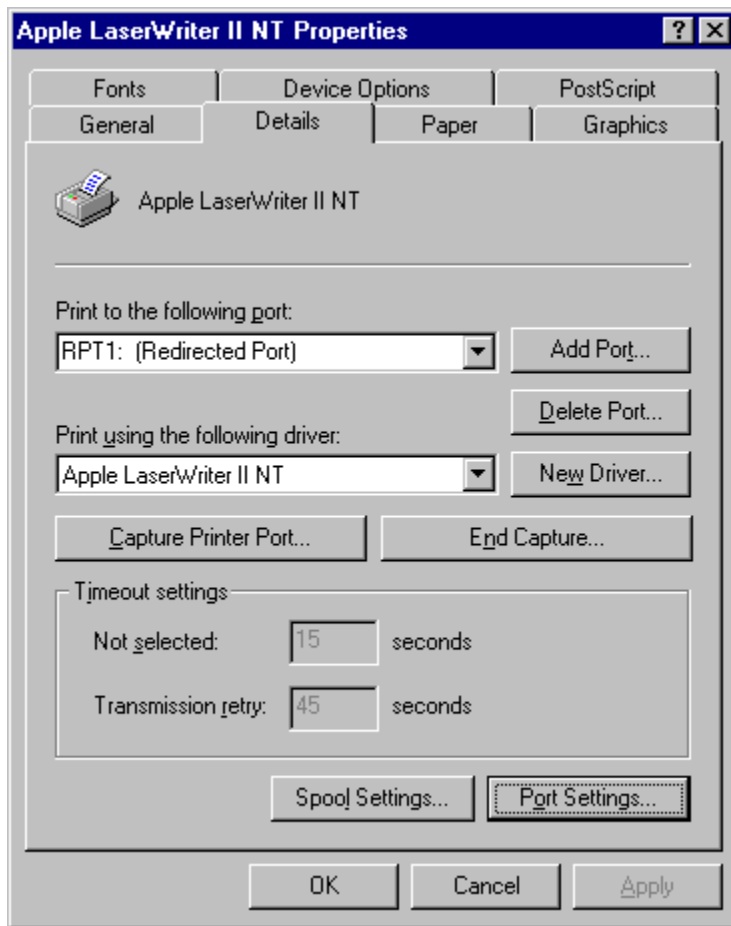 Apple LaserWriter II NT Properties
Fonts Device Options PostScript
General Details Paper Graphics
Apple LaserWriter II NT
Print to the following port:
RPT1: (Redirected Port) Add Port...
Delete Port...
Print using the following driver:
Apple LaserWriter II NT New Driver...
Capture Printer Port... End Capture...
Timeout settings
Not selected: 15 seconds
Transmission retry: 45 seconds
Spool Settings... Port Settings...
OK Cancel Apply